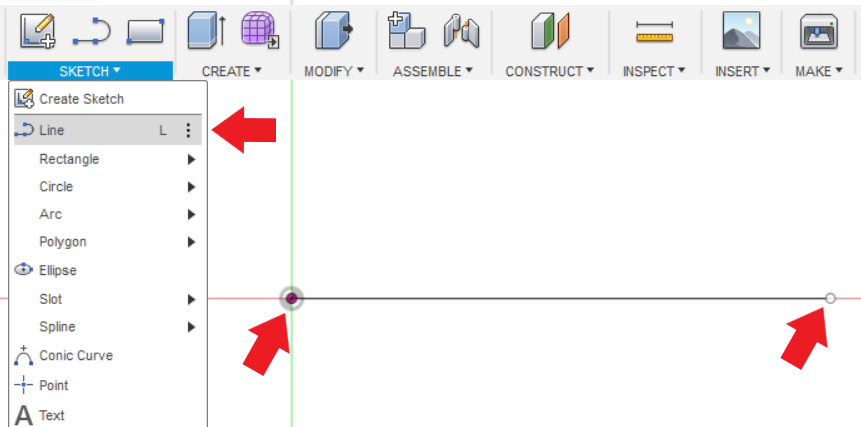 SKETCH ▾ CREATE ▾ MODIFY ▾ ASSEMBLE ▾ CONSTRUCT ▾ INSPECT ▾ INSERT ▾ MAKE ▾
Create Sketch
Line L
Rectangle
Circle
Arc
Polygon
Ellipse
Slot
Spline
Conic Curve
Point
Text